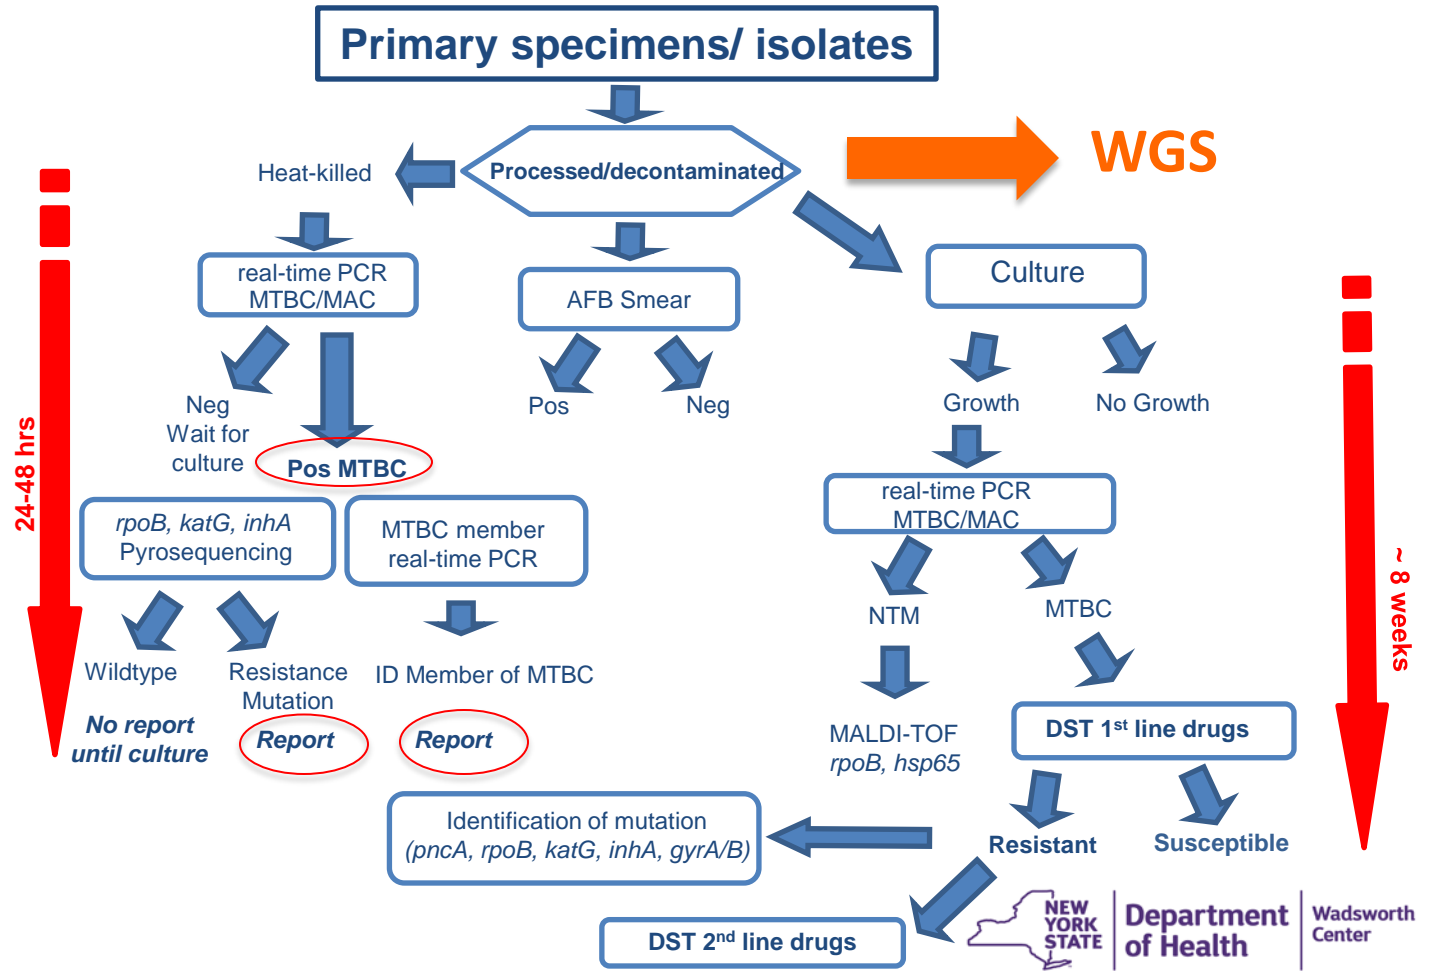 Primary specimens/ isolates
Processed/decontaminated
WGS
Heat-killed
real-time PCR
MTBC/MAC
AFB Smear
Culture
Neg
Wait for
culture
Pos MTBC
Pos
Neg
Growth
No Growth
24-48 hrs
rpoB, katG, inhA
Pyrosequencing
MTBC member
real-time PCR
real-time PCR
MTBC/MAC
~ 8 weeks
NTM
MTBC
Wildtype
Resistance
Mutation
ID Member of MTBC
No report
until culture
Report
Report
MALDI-TOF
rpoB, hsp65
DST 1st line drugs
Identification of mutation
(pncA, rpoB, katG, inhA, gyrA/B)
Resistant
Susceptible
DST 2nd line drugs
NEW
YORK
STATE
Department
of Health
Wadsworth
Center